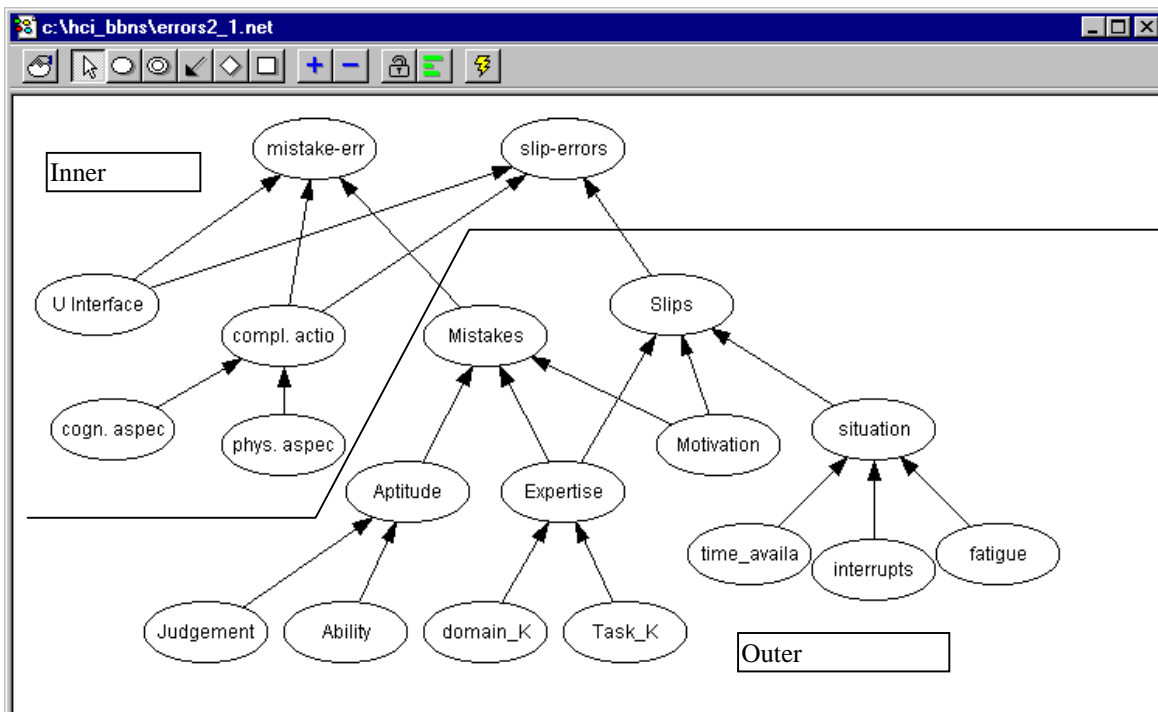 c:\hci_bbns\errors2_1.net
mistake-err
slip-errors
Inner
U Interface
Slips
compl. actio
Mistakes
cogn. aspec
phys. aspec
Motivation
situation
Aptitude
Expertise
time_availa
interrupts
fatigue
Judgement
Ability
domain_K
Task_K
Outer